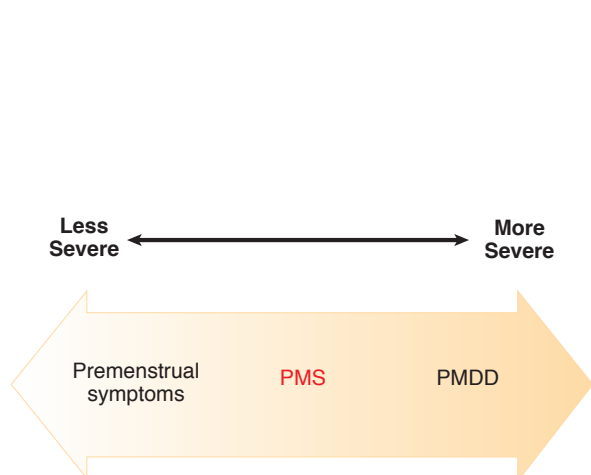 Less
Severe
More
Severe
Premenstrual
symptoms
PMS
PMDD